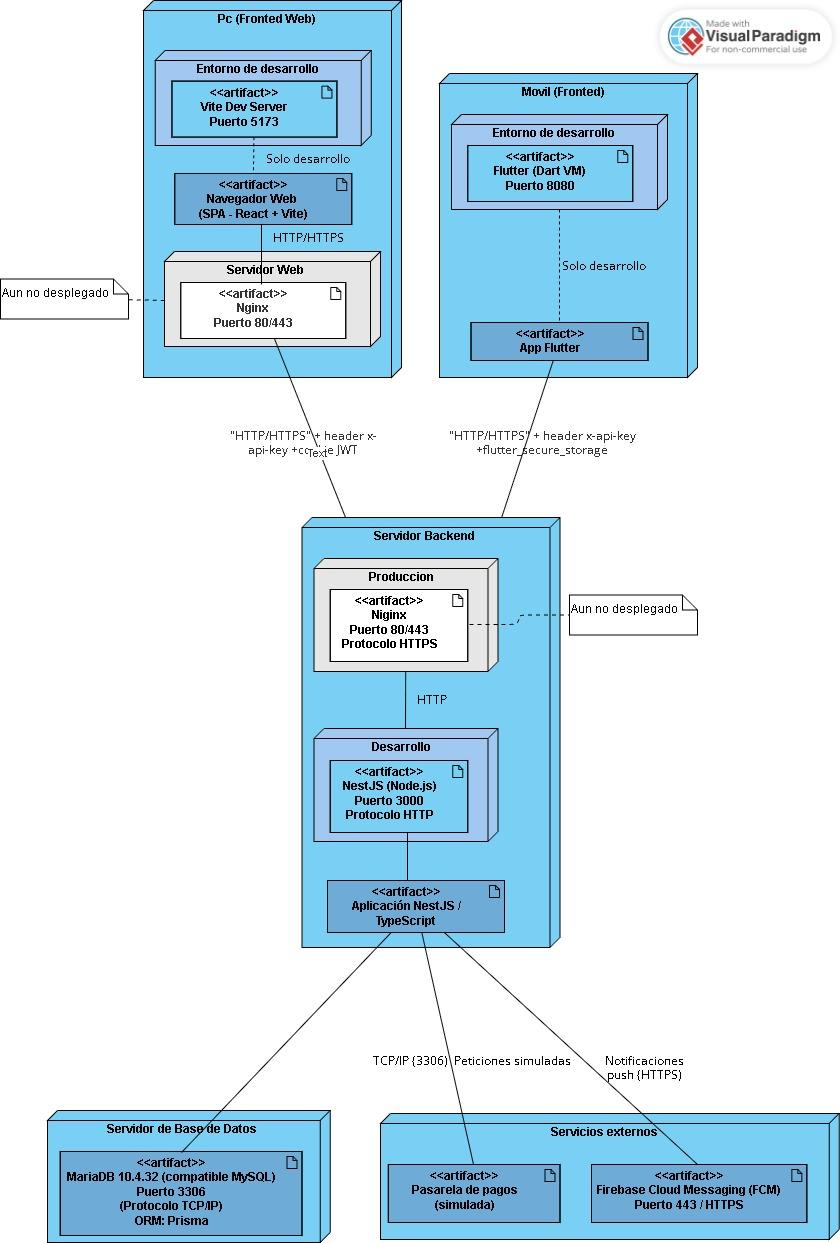 Pc (Fronted Web)
Made with
VisualParadigm
For non-commercial use
Entorno de desarrollo
<<artifact>>
Vite Dev Server
Puerto 5173
Solo desarrollo
<<artifact>>
Navegador Web
(SPA - React + Vite)
HTTP/HTTPS
Servidor Web
<<artifact>>
Nginx
Puerto 80/443
Aun no desplegado
Movil (Fronted)
Entorno de desarrollo
<<artifact>>
Flutter (Dart VM)
Puerto 8080
Solo desarrollo
<<artifact>>
App Flutter
"HTTP/HTTPS" + header x-
api-key +cookie JWT
Text
"HTTP/HTTPS" + header x-api-key
+flutter_secure_storage
Servidor Backend
Produccion
<<artifact>>
Niginx
Puerto 80/443
Protocolo HTTPS
Aun no desplegado
HTTP
Desarrollo
<<artifact>>
NestJS (Node.js)
Puerto 3000
Protocolo HTTP
<<artifact>>
Aplicación NestJS /
TypeScript
TCP/IP (3306)
Peticiones simuladas
Notificaciones
push (HTTPS)
Servidor de Base de Datos
<<artifact>>
MariaDB 10.4.32 (compatible MySQL)
Puerto 3306
(Protocolo TCP/IP)
ORM: Prisma
Servicios externos
<<artifact>>
Pasarela de pagos
(simulada)
<<artifact>>
Firebase Cloud Messaging (FCM)
Puerto 443 / HTTPS